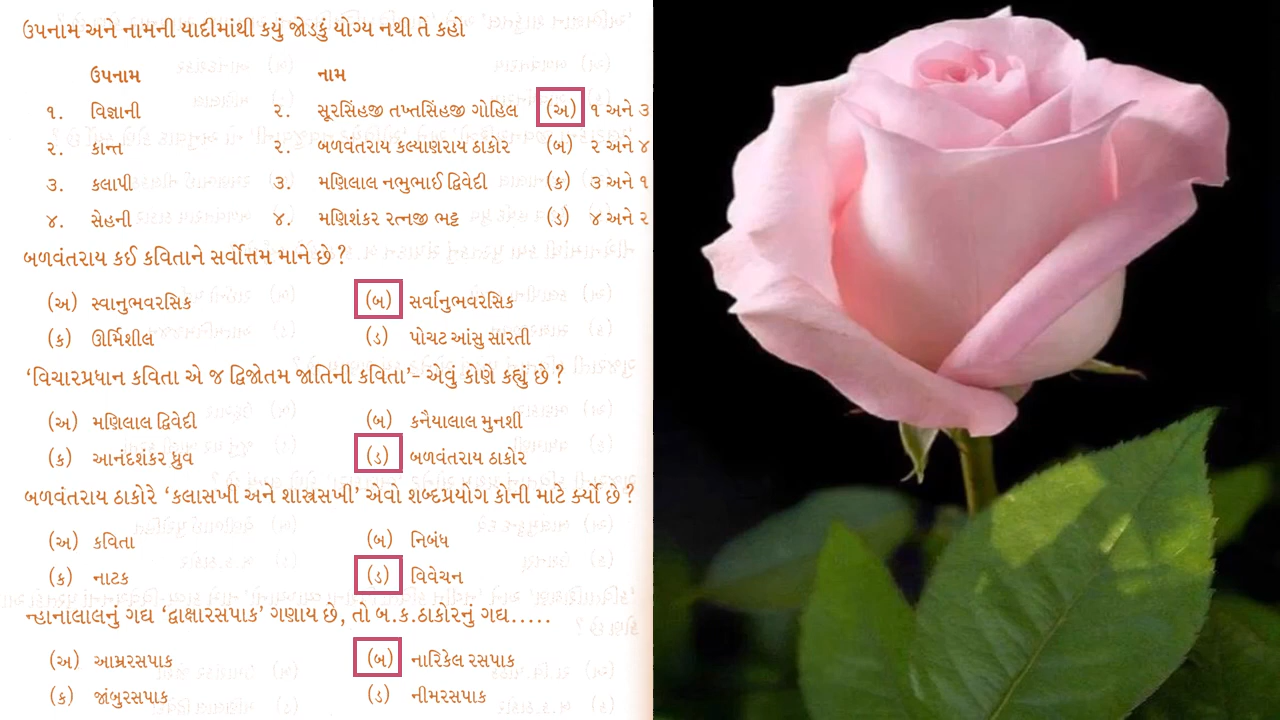 ઉપનામ અને નામની યાદીમાંથી કયુ જોડકુ યોગ્ય નથી તે કહો
ઉપનામ નામ
૧. વિજ્ઞાની ૨. સૂરસિંહજી તખ્તસિંહજી ગોહિલ (અ) ૧ અને ૩
૨. કાન્ત ૨. બળવંતરાય કલ્યાણરાય ઠાકોર (બ) ૨ અને ૪
૩. કલાપી ૩. મણિલાલ નભુભાઈ દ્વિવેદી (ક) ૩ અને ૧
૪. સેહની ૪. મણિશંકર રત્નજી ભટ્ટ (ડ) ૪ અને ૨
બળવંતરાય કઈ કવિતાને સર્વોત્તમ માને છે ?
(અ) સ્વાનુભવરસિક (બ) સર્વાનુભવરસિક
(ક) ઊર્મિશીલ (ડ) પોચટ આંસુ સારતી
‘વિચારપ્રધાન કવિતા એ જ દ્વિજોતમ જાતિની કવિતા’- એવું કોણે કહ્યું છે ?
(અ) મણિલાલ દ્વિવેદી (બ) કનૈયાલાલ મુનશી
(ક) આનંદશંકર ધ્રુવ (ડ) બળવંતરાય ઠાકોર
બળવંતરાય ઠાકોરે ‘કલાસખી અને શાસ્ત્રસખી’ એવો શબ્દપ્રયોગ કોની માટે કર્યો છે ?
(અ) કવિતા (બ) નિબંધ
(ક) નાટક (ડ) વિવેચન
ન્હાનાલાલનું ગદ્ય ‘દ્રાક્ષારસપાક’ ગણાય છે, તો બ.ક.ઠાકોરનું ગદ્ય.....
(અ) આમ્રરસપાક (બ) નારિકેલ રસપાક
(ક) જાંબુરસપાક (ડ) નીમરસપાક